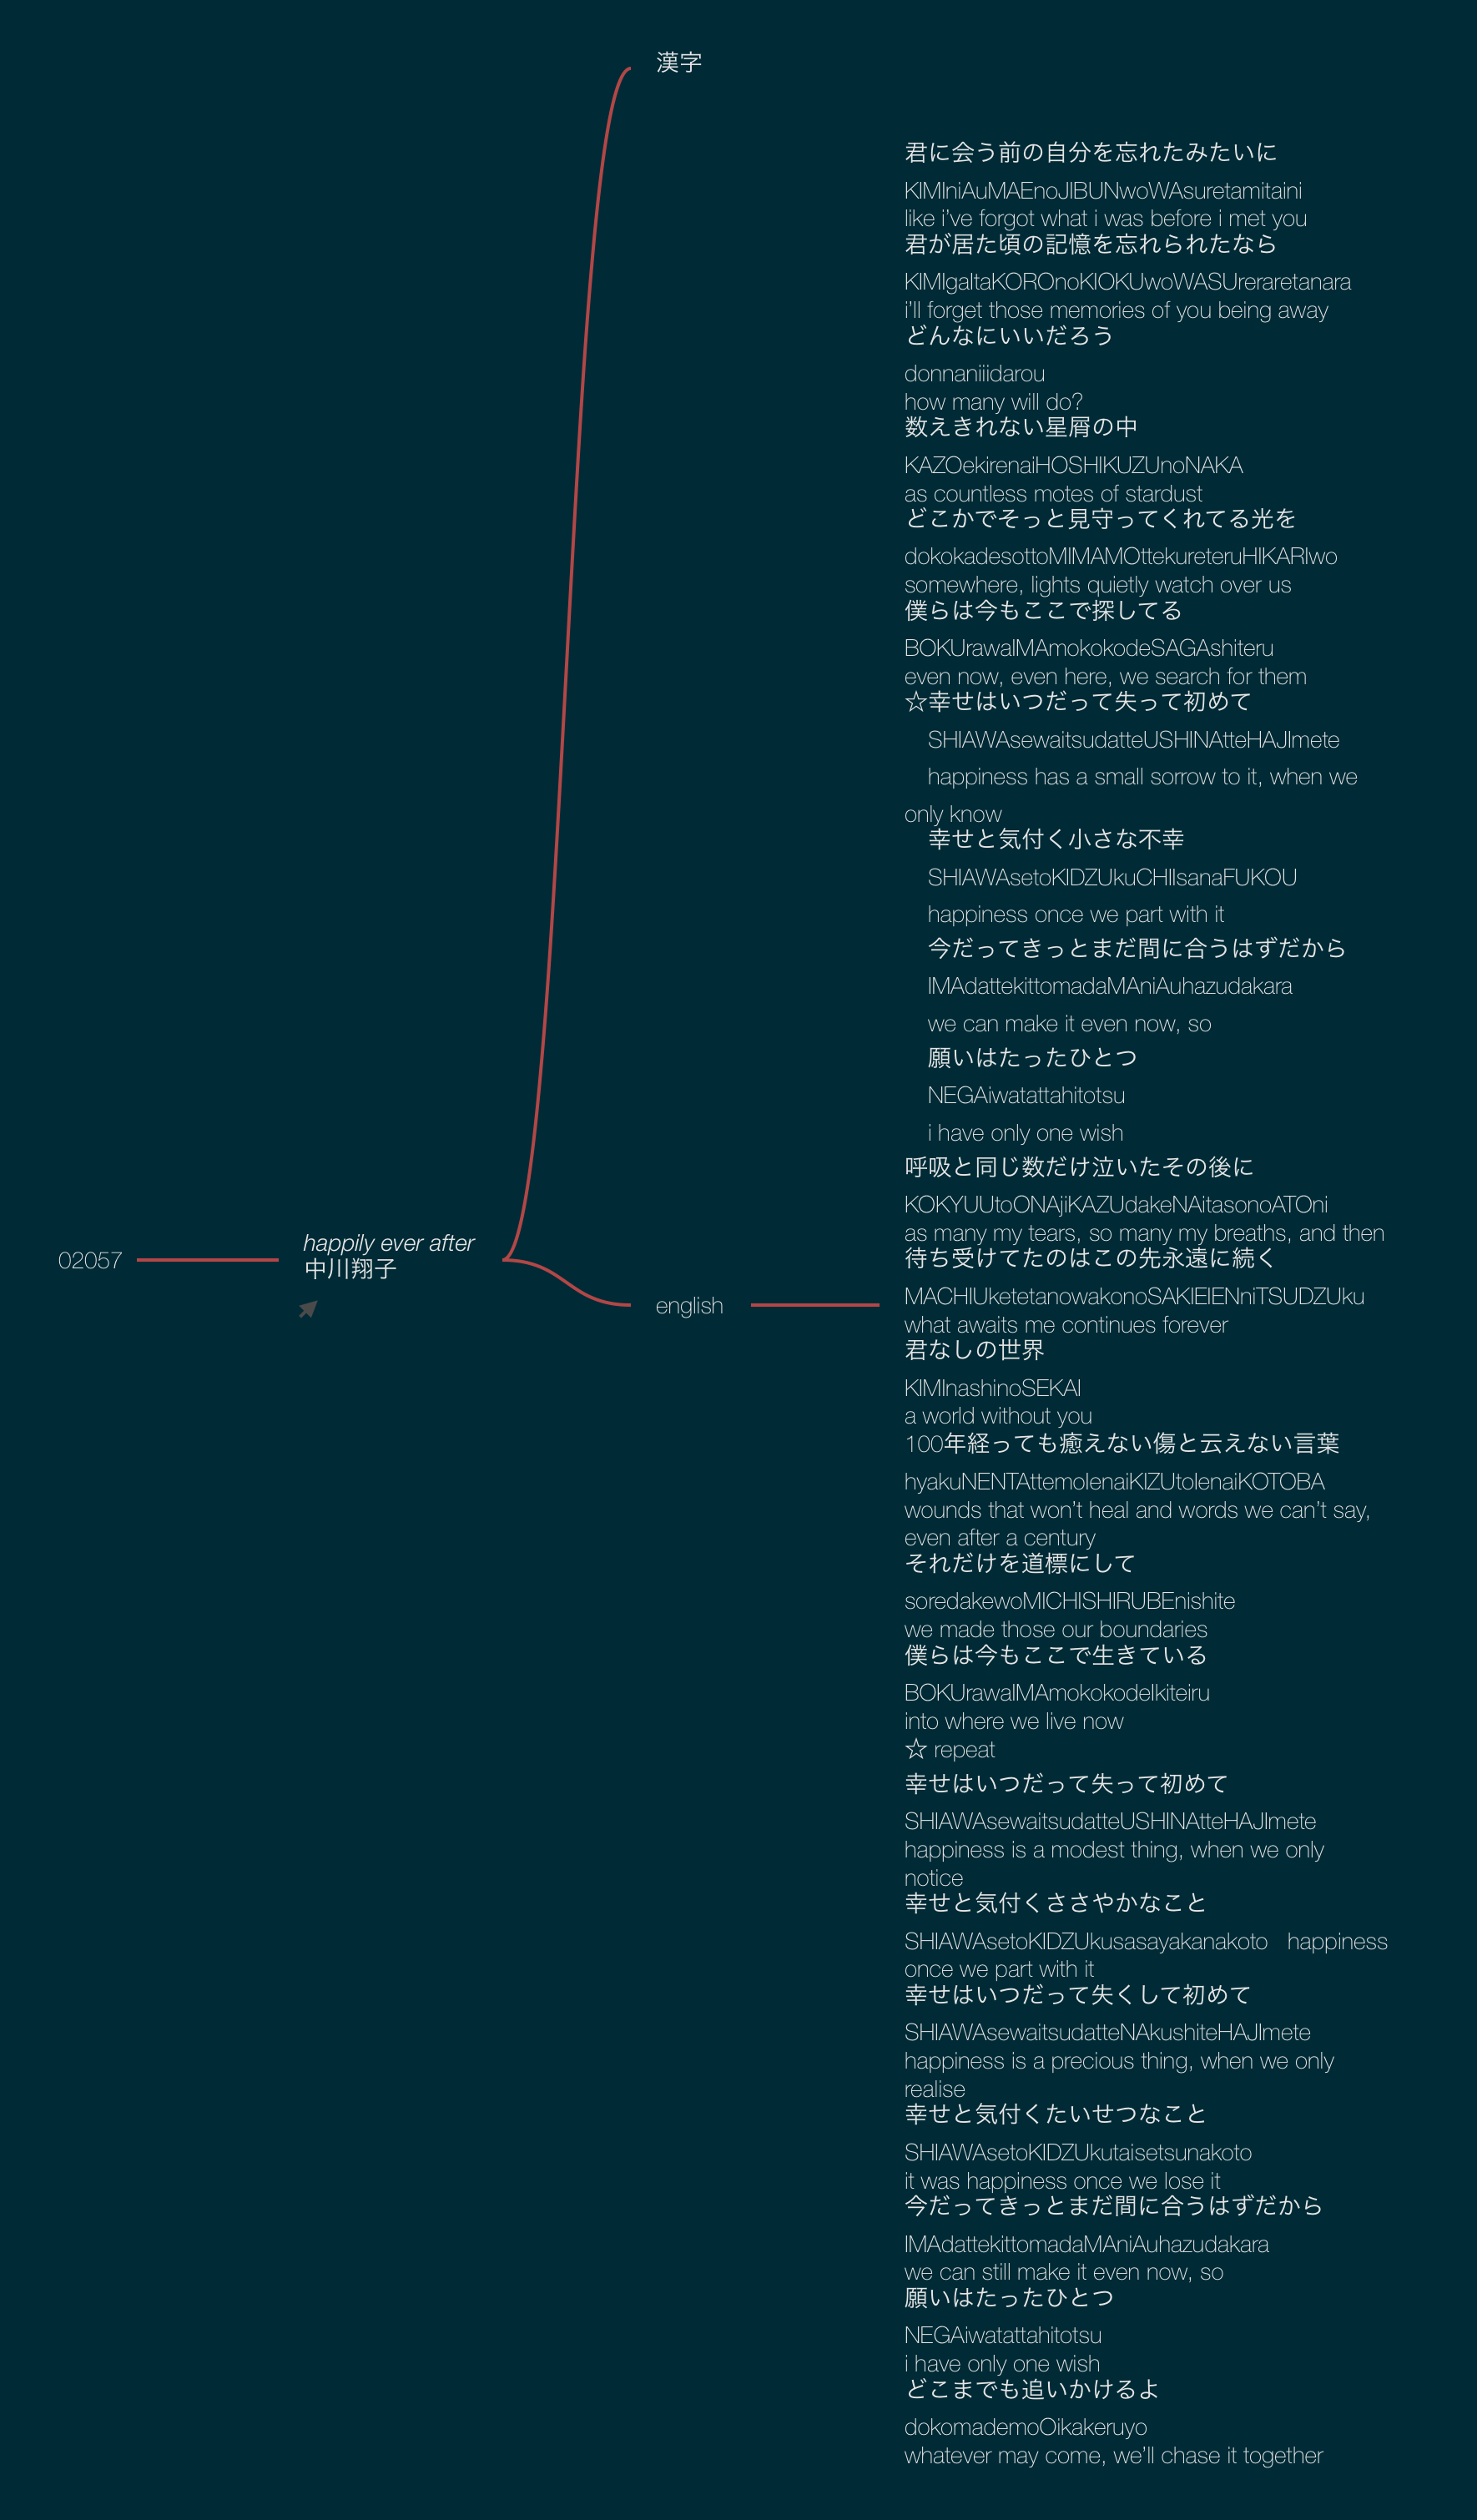 漢字
02057
happily ever after
中川翔子
english
君に会う前の自分を忘れたみたいに
KIMIniAuMAEnoJIBUNwoWAsuretamitaini
like i’ve forgot what i was before i met you
君が居た頃の記憶を忘れられたなら
KIMIgaItaKOROnoKIOKUwoWASUreraretanara
i’ll forget those memories of you being away
どんなにいいだろう
donnaniiidarou
how many will do?
数えきれない星屑の中
KAZOekirenaiHOSHIKUZUnoNAKA
as countless motes of stardust
どこかでそっと見守ってくれてる光を
dokokadesottoMIMAMOttekureteruHIKARIwo
somewhere, lights quietly watch over us
僕らは今もここで探してる
BOKUrawaIMAmokokodeSAGAshiteru
even now, even here, we search for them
☆幸せはいつだって失って初めて
SHIAWAsewaitsudatteUSHINAtteHAJImete
happiness has a small sorrow to it, when we
only know
幸せと気付く小さな不幸
SHIAWAsetoKIDZUkuCHIIsanaFUKOU
happiness once we part with it
今だってきっとまだ間に合うはずだから
IMAdattekittomadaMAniAuhazudakara
we can make it even now, so
願いはたったひとつ
NEGAiwatattahitotsu
i have only one wish
呼吸と同じ数だけ泣いたその後に
KOKYUUtoONAjiKAZUdakeNAitasonoATOni
as many my tears, so many my breaths, and then
待ち受けてたのはこの先永遠に続く
MACHIUketetanowakonoSAKIEIENniTSUDZUku
what awaits me continues forever
君なしの世界
KIMInashinoSEKAI
a world without you
100年経っても癒えない傷と云えない言葉
hyakuNENTAttemoIenaiKIZUtoIenaiKOTOBA
wounds that won’t heal and words we can’t say,
even after a century
それだけを道標にして
soredakewoMICHISHIRUBEnishite
we made those our boundaries
僕らは今もここで生きている
BOKUrawaIMAmokokodeIkiteiru
into where we live now
☆ repeat
幸せはいつだって失って初めて
SHIAWAsewaitsudatteUSHINAtteHAJImete
happiness is a modest thing, when we only
notice
幸せと気付くささやかなこと
SHIAWAsetoKIDZUkusasayakanakoto　happiness
once we part with it
幸せはいつだって失くして初めて
SHIAWAsewaitsudatteNAkushiteHAJImete
happiness is a precious thing, when we only
realise
幸せと気付くたいせつなこと
SHIAWAsetoKIDZUkutaisetsunakoto
it was happiness once we lose it
今だってきっとまだ間に合うはずだから
IMAdattekittomadaMAniAuhazudakara
we can still make it even now, so
願いはたったひとつ
NEGAiwatattahitotsu
i have only one wish
どこまでも追いかけるよ
dokomademoOikakeruyo
whatever may come, we’ll chase it together